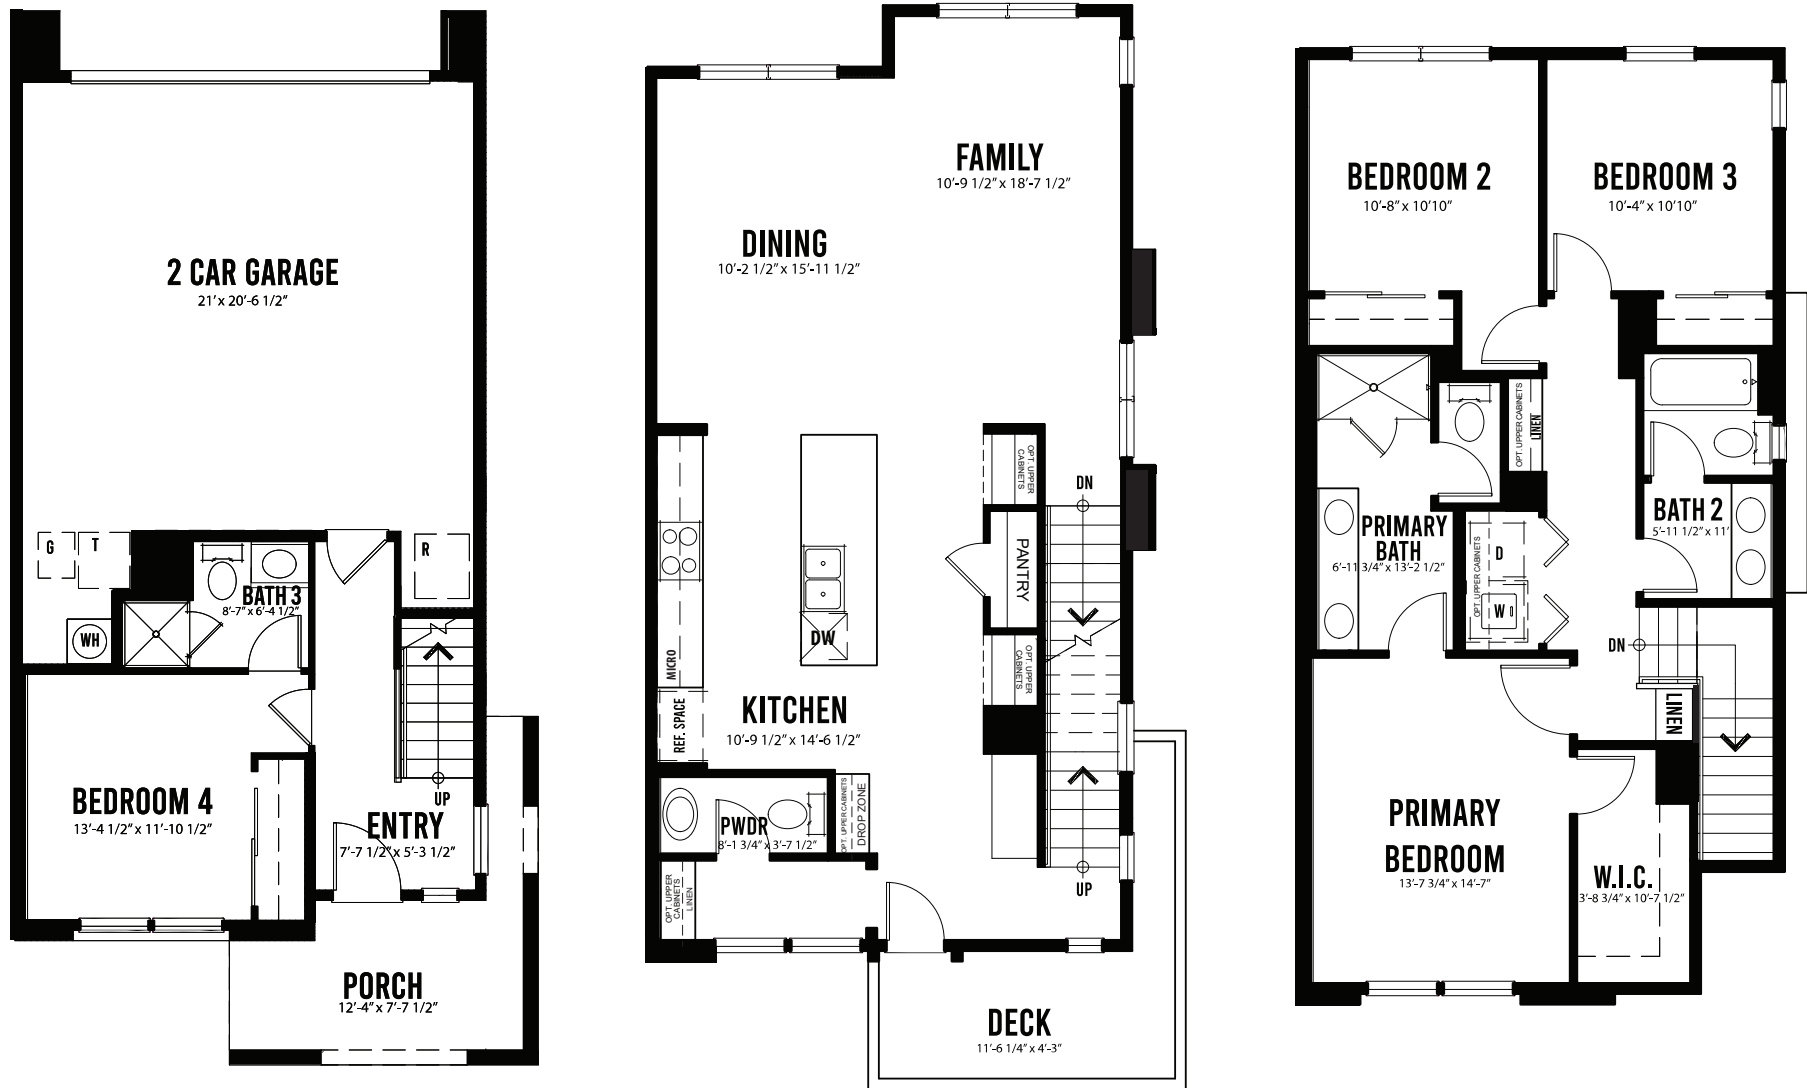 2 CAR GARAGE
21' x 20'-6 1/2"
G
T
R
BATH 3
8'-7" x 6'-4 1/2"
WH
UP
BEDROOM 4
13'-4 1/2" x 11'-10 1/2"
ENTRY
7'-7 1/2" x 5'-3 1/2"
PORCH
12'-4" x 7'-7 1/2"
FAMILY
10'-9 1/2" x 18'-7 1/2"
DINING
10'-2 1/2" x 15'-11 1/2"
OPT. UPPER
CABINETS
DN
PANTRY
DW
MICRO
OPT. UPPER
CABINETS
REF. SPACE
KITCHEN
10'-9 1/2" x 14'-6 1/2"
PWDR
8'-1 3/4" x 3'-7 1/2"
OPT. UPPER CABINETS
DROP ZONE
OPT. UPPER
CABINETS
LINEN
UP
DECK
11'-6 1/4" x 4'-3"
BEDROOM 2
10'-8" x 10'10"
BEDROOM 3
10'-4" x 10'10"
OPT. UPPER CABINETS
LINEN
BATH 2
5'-11 1/2" x 11'
PRIMARY
BATH
6'-11 3/4" x 13'-2 1/2"
OPT. UPPER CABINETS
D
W
DN
LINEN
PRIMARY
BEDROOM
13'-7 3/4" x 14'-7"
W.I.C.
3'-8 3/4" x 10'-7 1/2"